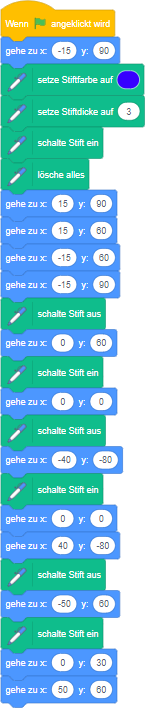 Wenn angeklickt wird
gehe zu x: -15 y: 90
setze Stiftfarbe auf
setze Stiftdicke auf 3
schalte Stift ein
lösche alles
gehe zu x: 15 y: 90
gehe zu x: 15 y: 60
gehe zu x: -15 y: 60
gehe zu x: -15 y: 90
schalte Stift aus
gehe zu x: 0 y: 60
schalte Stift ein
gehe zu x: 0 y: 0
schalte Stift aus
gehe zu x: -40 y: -80
schalte Stift ein
gehe zu x: 0 y: 0
gehe zu x: 40 y: -80
schalte Stift aus
gehe zu x: -50 y: 60
schalte Stift ein
gehe zu x: 0 y: 30
gehe zu x: 50 y: 60